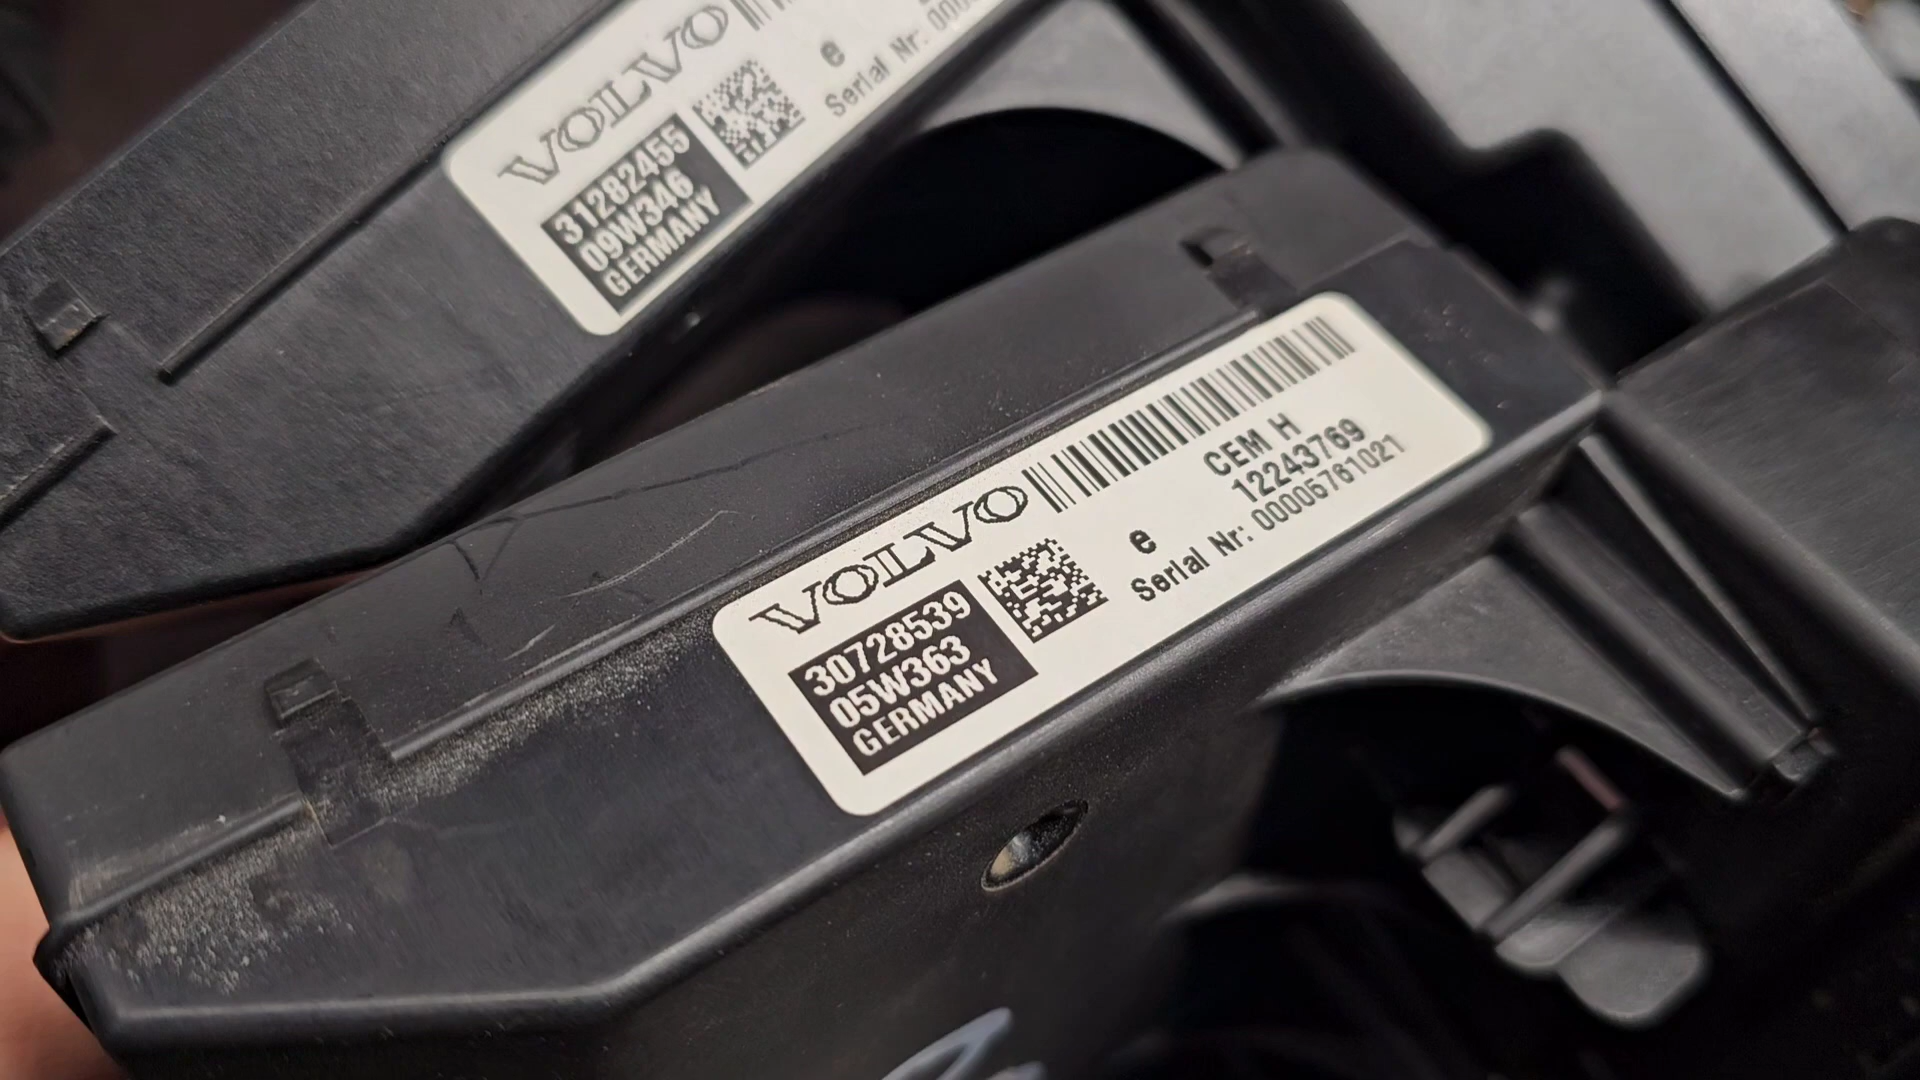 VOLVO
31282455
09W346
GERMANY
e
Serial Nr:
VOLVO
30728539
05W363
GERMANY
CEM H
12243769
e
Serial Nr: 00005761021